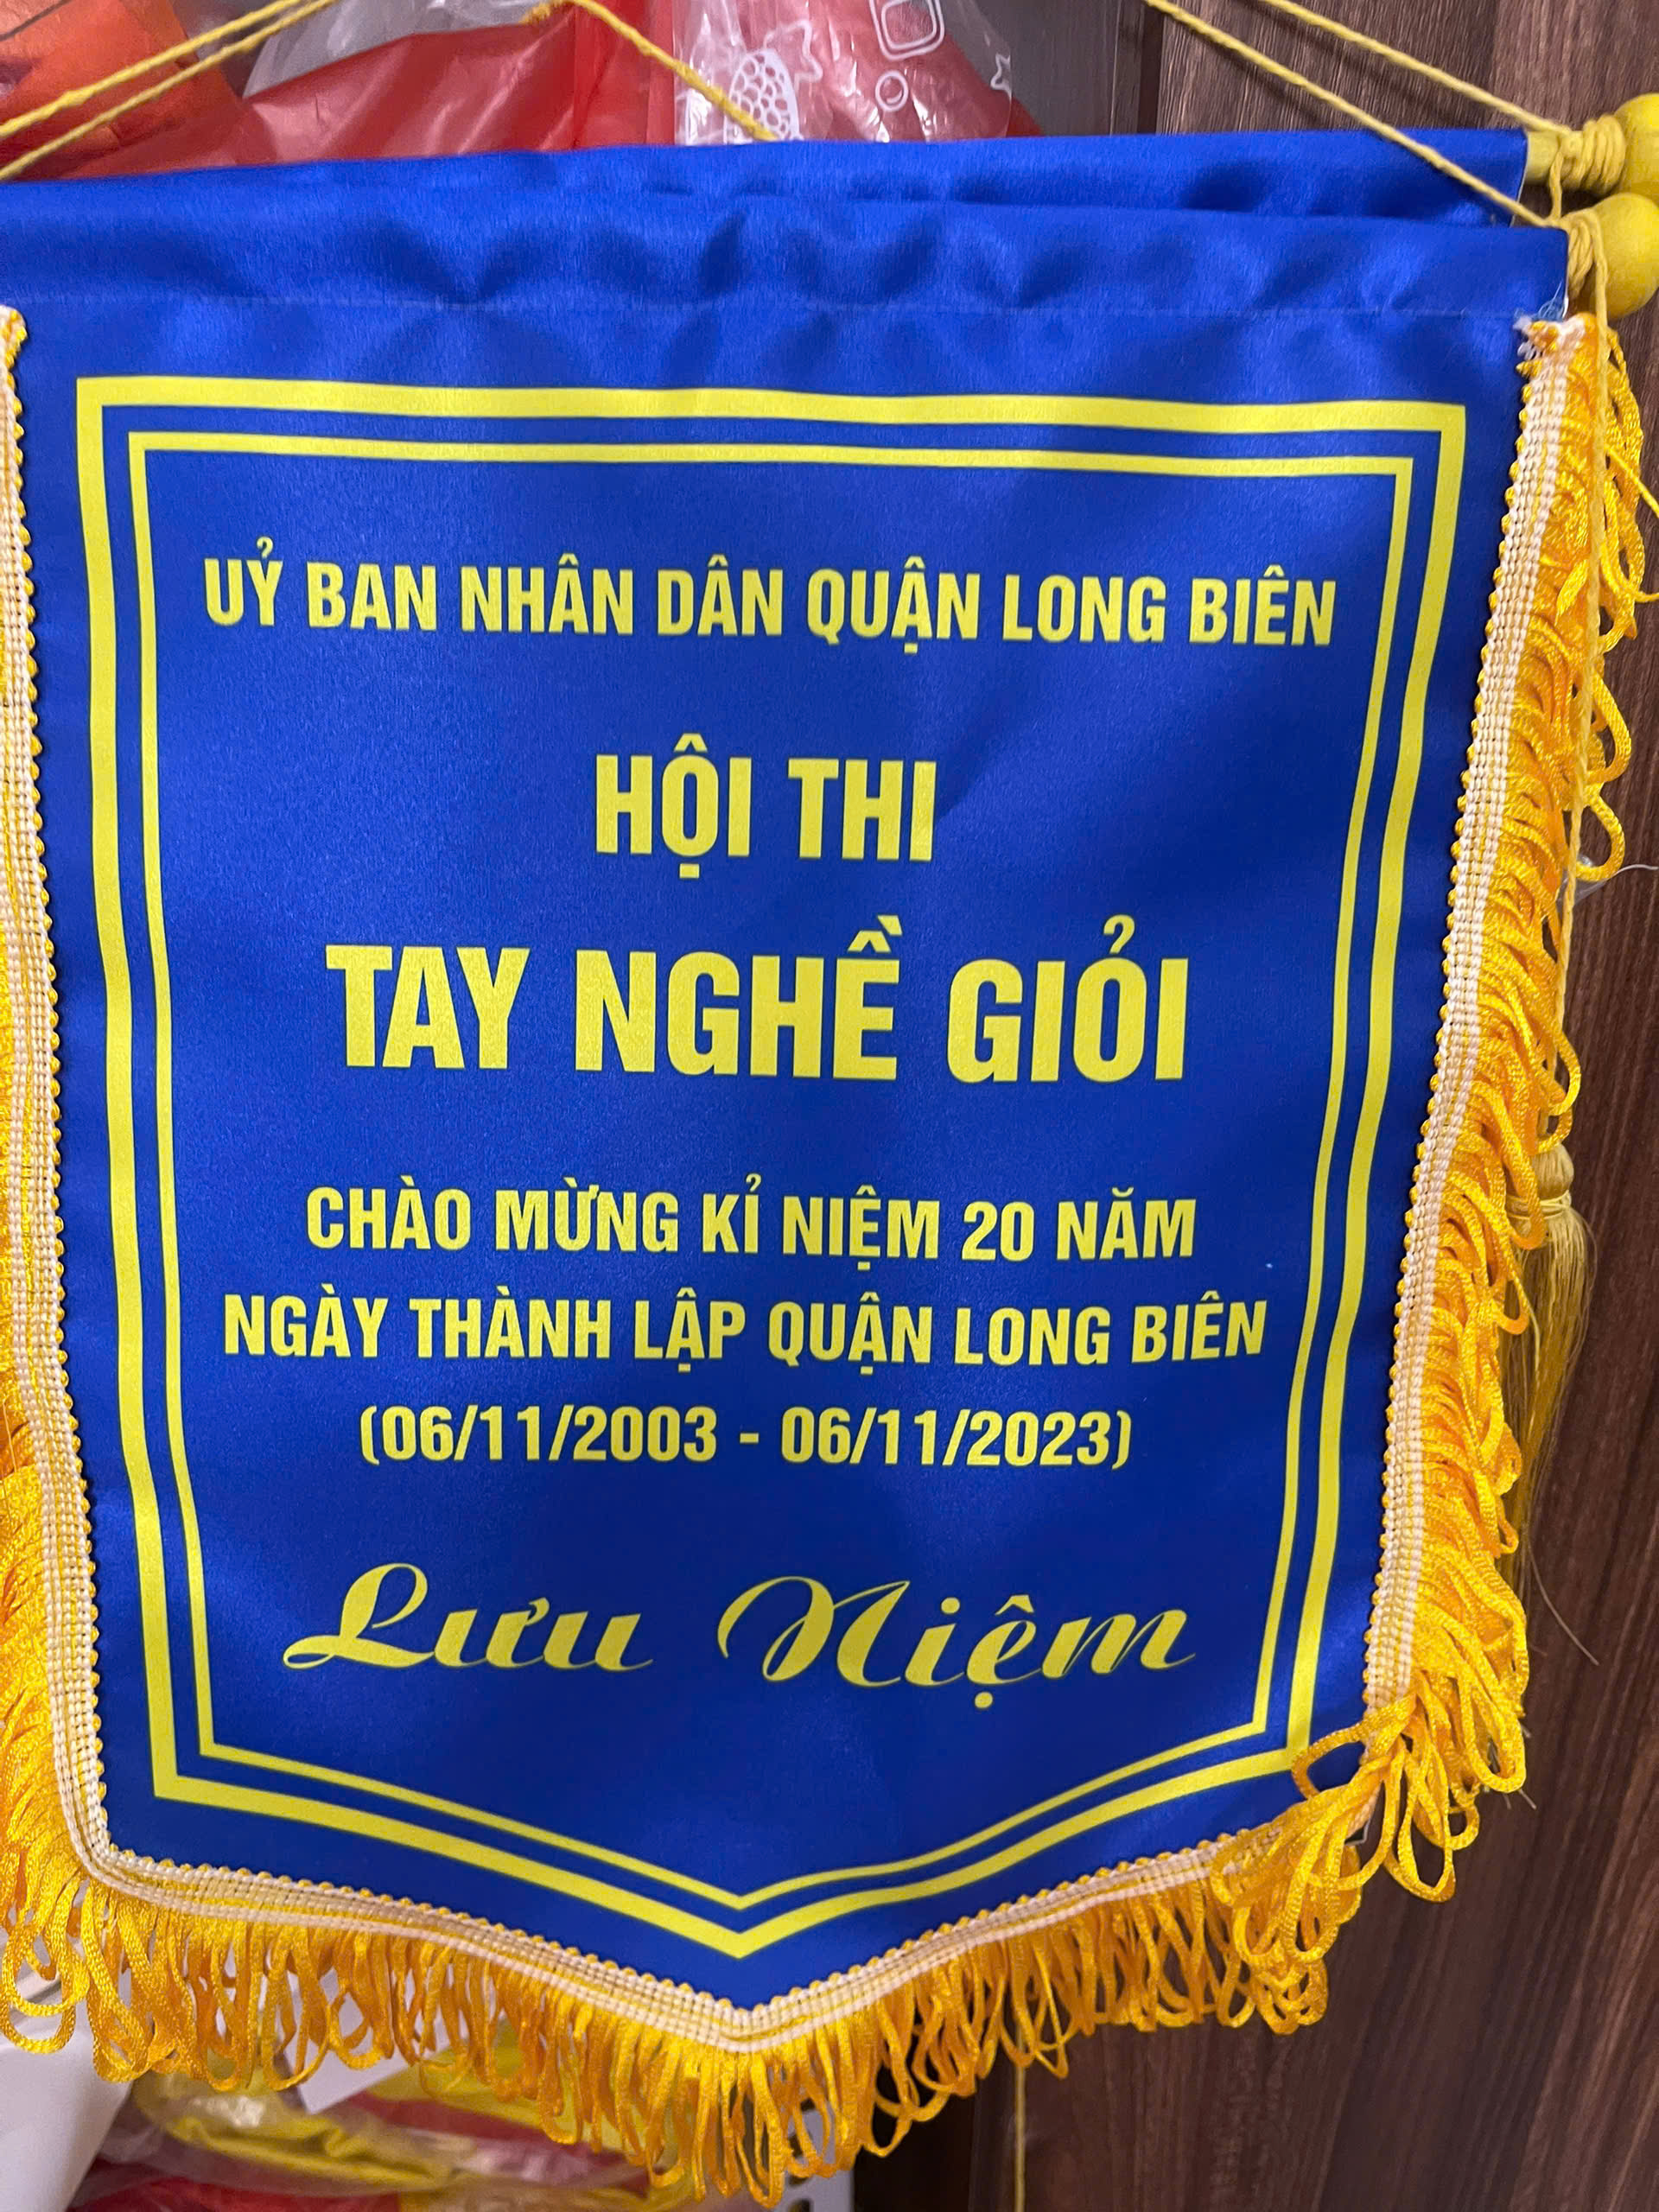 UỶ BAN NHÂN DÂN QUẬN LONG BIÊN
HỘI THI
TAY NGHỀ GIỎI
CHÀO MỪNG KỈ NIỆM 20 NĂM
NGÀY THÀNH LẬP QUẬN LONG BIÊN
(06/11/2003 - 06/11/2023)
Lưu Niệm